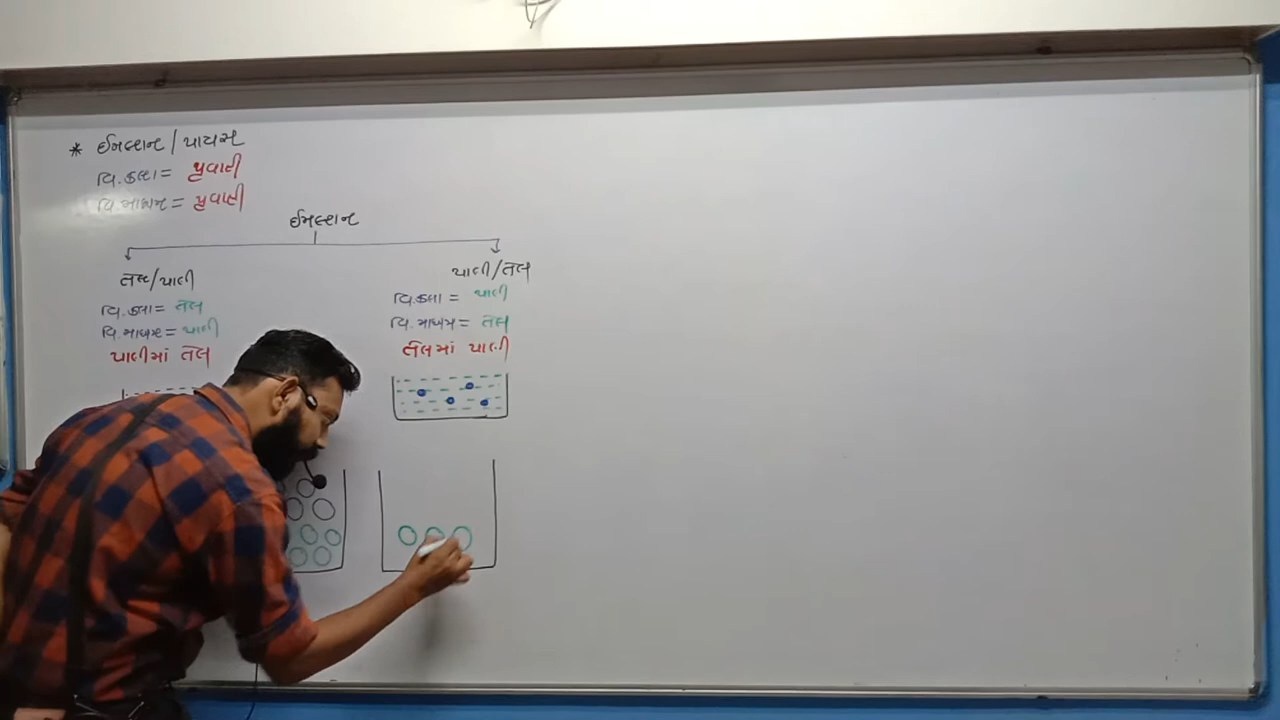 * ઈમલ્શન / પાયસ
વિ. કલા = પ્રવાહી
વિ. માધ્યમ = પ્રવાહી
ઈમલ્શન
તેલ/પાણી
વિ. કલા = તેલ
વિ. માધ્યમ = પાણી
પાણીમાં તેલ
પાણી/તેલ
વિ. કલા = પાણી
વિ. માધ્યમ = તેલ
તેલમાં પાણી